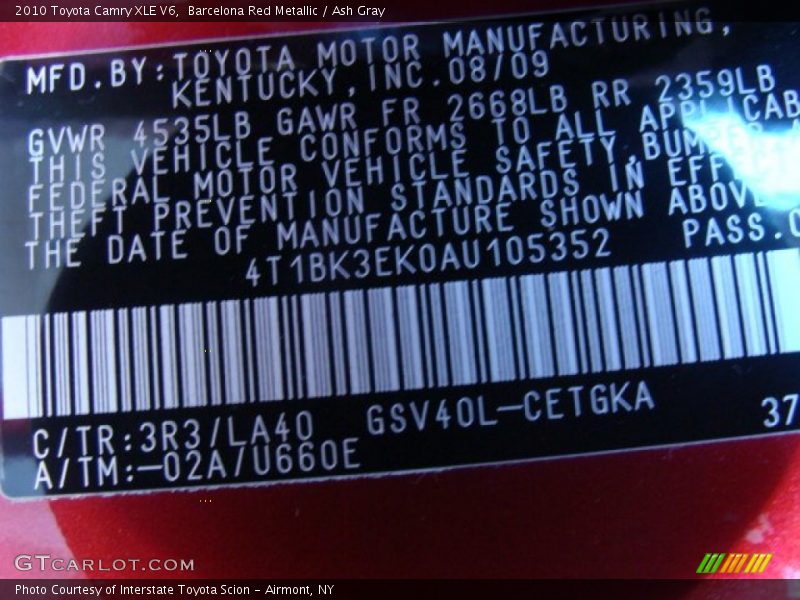 2010 Toyota Camry XLE V6,  Barcelona Red Metallic / Ash Gray
MFD.BY:TOYOTA MOTOR MANUFACTURING,
KENTUCKY,INC.08/09
GVWR 4535LB GAWR FR 2668LB RR 2359LB
THIS VEHICLE CONFORMS TO ALL APPLICAB
FEDERAL MOTOR VEHICLE SAFETY,BUMPER
THEFT PREVENTION STANDARDS IN EFFE
THE DATE OF MANUFACTURE SHOWN ABOVE
4T1BK3EK0AU105352 PASS.C
C/TR:3R3/LA40 GSV40L-CETGKA 37
A/TM:-02A/U660E
GTCARLOT.COM
Photo Courtesy of Interstate Toyota Scion - Airmont, NY